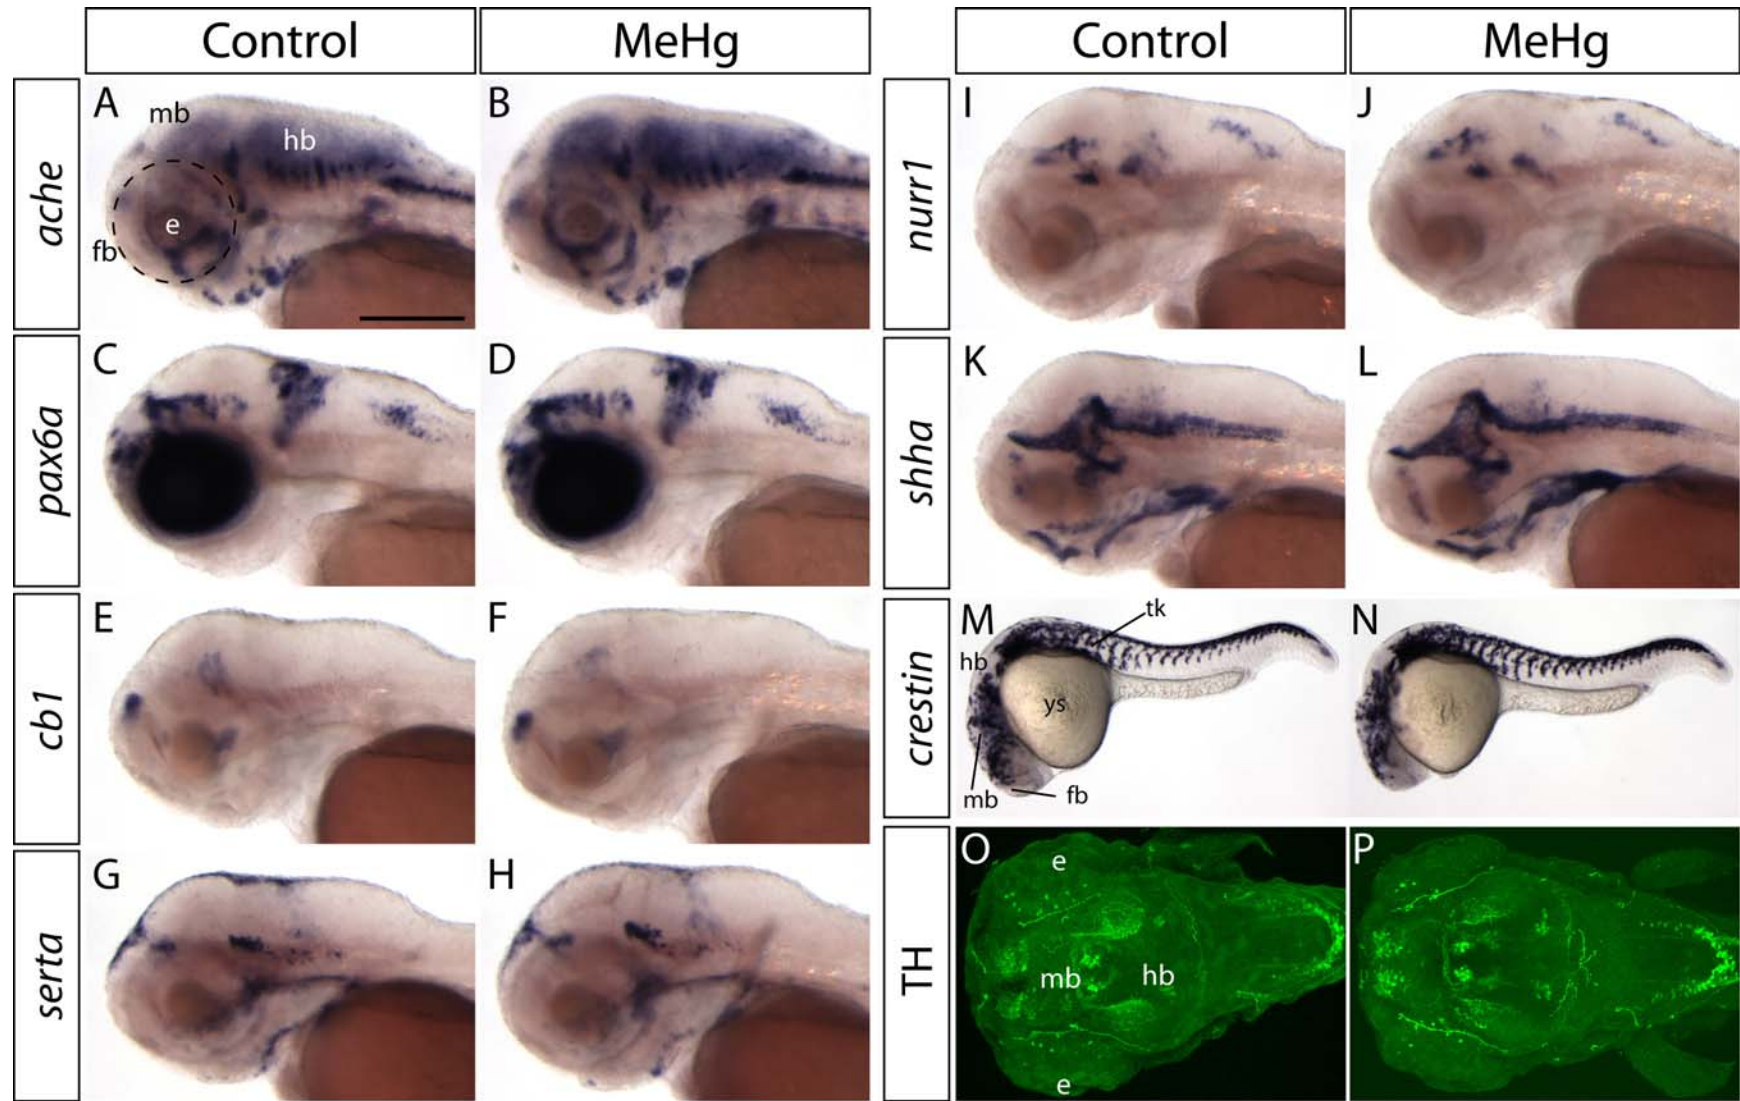 Control
MeHg
Control
MeHg
ache
A
mb
hb
e
fb
B
nurr1
I
J
pax6a
C
D
shha
K
L
cb1
E
F
crestin
M
tk
hb
ys
mb
fb
N
serta
G
H
TH
O
e
mb
hb
e
P